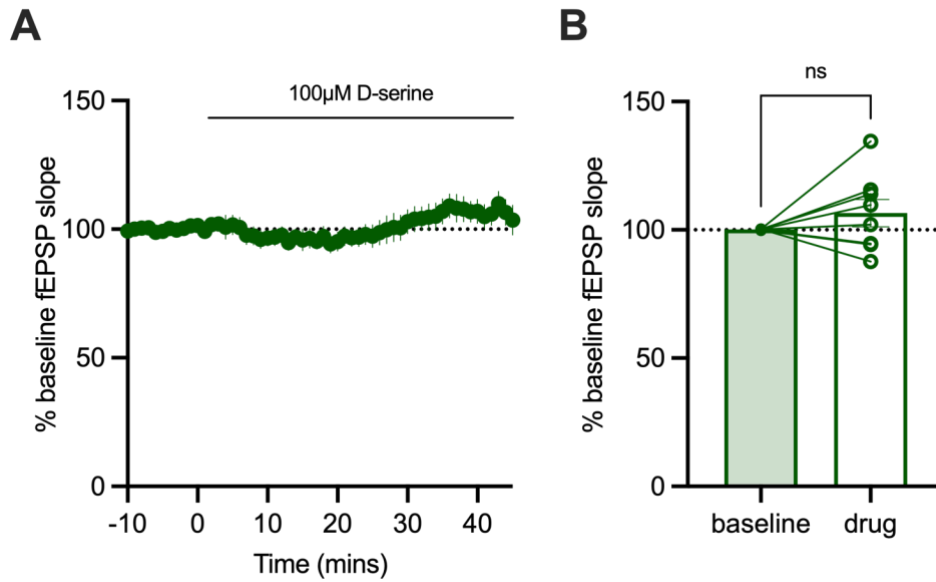 A
100µM D-serine
150
100
50
0
% baseline fEPSP slope
-10 0 10 20 30 40
Time (mins)
B
ns
150
100
50
0
% baseline fEPSP slope
baseline drug